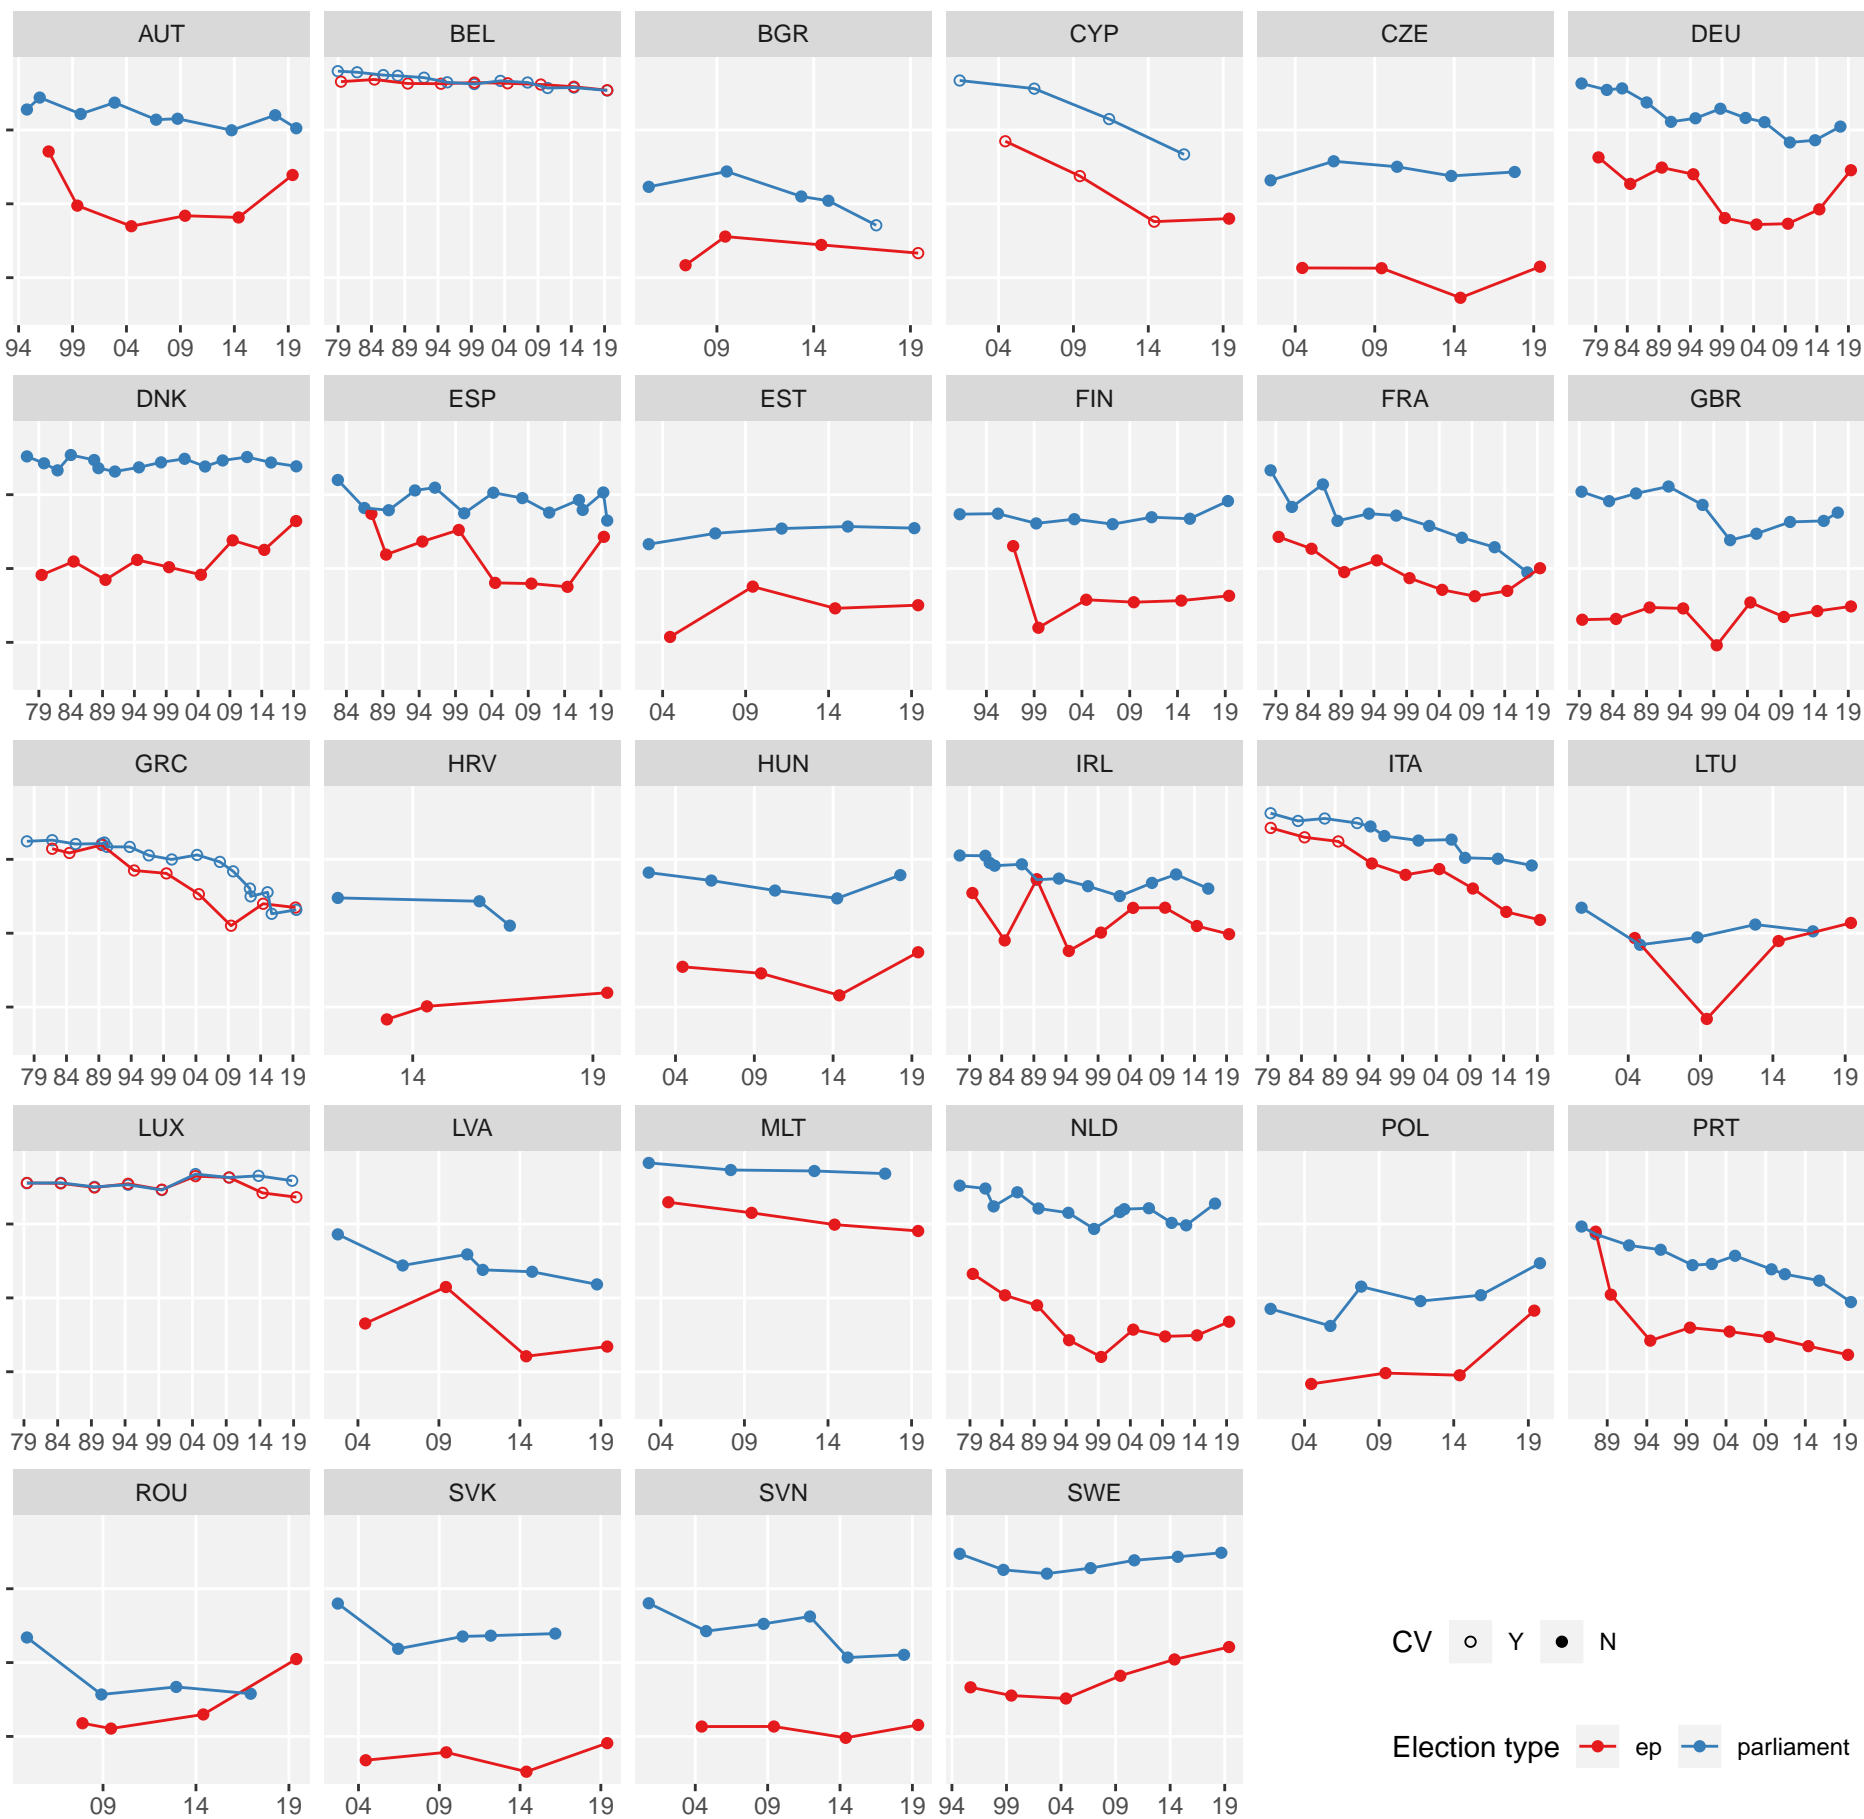 AUT BEL BGR CYP CZE DEU
94 99 04 09 14 19 79 84 89 94 99 04 09 14 19 09 14 19 04 09 14 19 04 09 14 19 79 84 89 94 99 04 09 14 19
DNK ESP EST FIN FRA GBR
79 84 89 94 99 04 09 14 19 84 89 94 99 04 09 14 19 04 09 14 19 94 99 04 09 14 19 79 84 89 94 99 04 09 14 19 79 84 89 94 99 04 09 14 19
GRC HRV HUN IRL ITA LTU
79 84 89 94 99 04 09 14 19 14 19 04 09 14 19 79 84 89 94 99 04 09 14 19 79 84 89 94 99 04 09 14 19 04 09 14 19
LUX LVA MLT NLD POL PRT
79 84 89 94 99 04 09 14 19 04 09 14 19 04 09 14 19 79 84 89 94 99 04 09 14 19 04 09 14 19 89 94 99 04 09 14 19
ROU SVK SVN SWE
09 14 19 04 09 14 19 04 09 14 19 94 99 04 09 14 19
CV Y N
Election type ep parliament